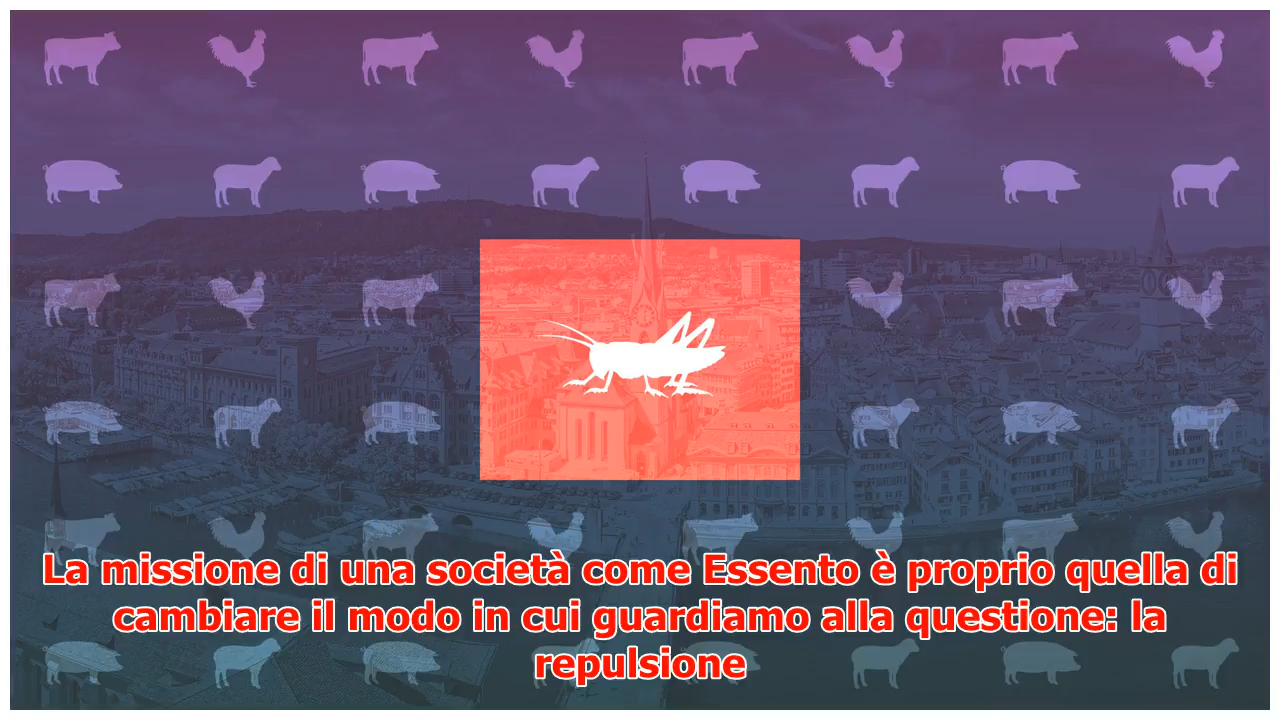 La missione di una società come Essento è proprio quella di
cambiare il modo in cui guardiamo alla questione: la
repulsione